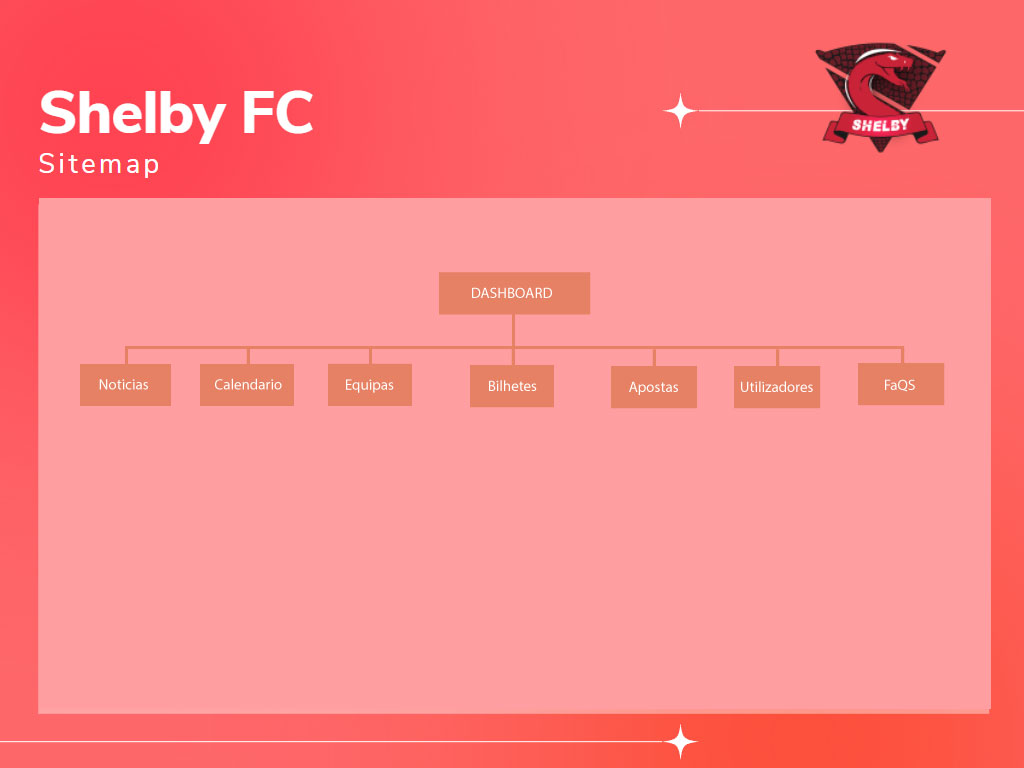 Shelby FC
Sitemap
SHELBY
DASHBOARD
Noticias
Calendario
Equipas
Bilhetes
Apostas
Utilizadores
FaQS